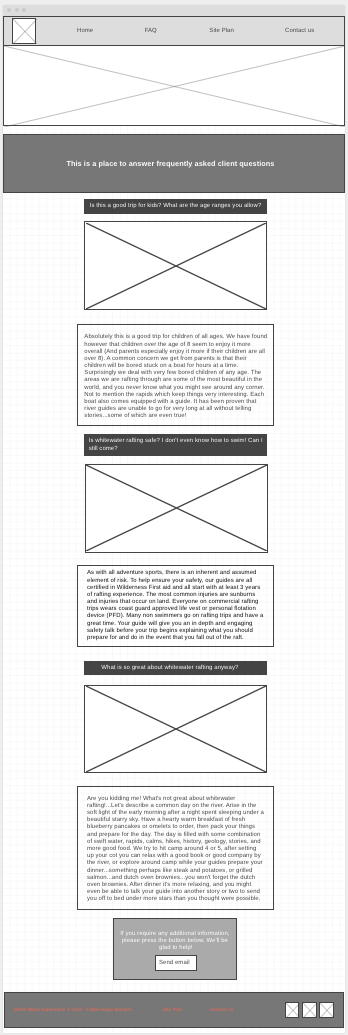 Home FAQ Site Plan Contact us
This is a place to answer frequently asked client questions
Is this a good trip for kids? What are the age ranges you allow?
Absolutely this is a good trip for children of all ages. We have found
however that children over the age of 8 seem to enjoy it more
overall (And parents especially enjoy it more if their children are all
over 8). A common concern we get from parents is that their
children will be bored stuck on a boat for hours at a time.
Surprisingly we deal with very few bored children of any age. The
areas we are rafting through are some of the most beautiful in the
world, and you never know what you might see around any corner.
Not to mention the rapids which keep things very interesting. Each
boat also comes equipped with a guide. It has been proven that
river guides are unable to go for very long at all without telling
stories...some of which are even true!
Is whitewater rafting safe? I don't even know how to swim! Can I
still come?
As with all adventure sports, there is an inherent and assumed
element of risk. To help ensure your safety, our guides are all
certified in Wilderness First aid and all start with at least 3 years
of rafting experience. The most common injuries are sunburns
and injuries that occur on land. Everyone on commercial rafting
trips wears coast guard approved life vest or personal flotation
device (PFD). Many non swimmers go on rafting trips and have a
great time. Your guide will give you an in depth and engaging
safety talk before your trip begins explaining what you should
prepare for and do in the event that you fall out of the raft.
What is so great about whitewater rafting anyway?
Are you kidding me! What's not great about whitewater
rafting!...Let's describe a common day on the river. Arise in the
soft light of the early morning after a night spent sleeping under a
beautiful starry sky. Have a hearty warm breakfast of fresh
blueberry pancakes or omelets to order, then pack your things
and prepare for the day. The day is filled with some combination
of swift water, rapids, calms, hikes, history, geology, stories, and
more good food. We try to hit camp around 4 or 5, after setting
up your cot you can relax with a good book or good company by
the river, or explore around camp while your guides prepare your
dinner...something perhaps like steak and potatoes, or grilled
salmon...and dutch oven brownies...you won't forget the dutch
oven brownies. After dinner it's more relaxing, and you might
even be able to talk your guide into another story or two to send
you off to bed under more stars than you thought were possible.
If you require any additional information,
please press the button below. We'll be
glad to help!
Send email
Site Plan Contact Us